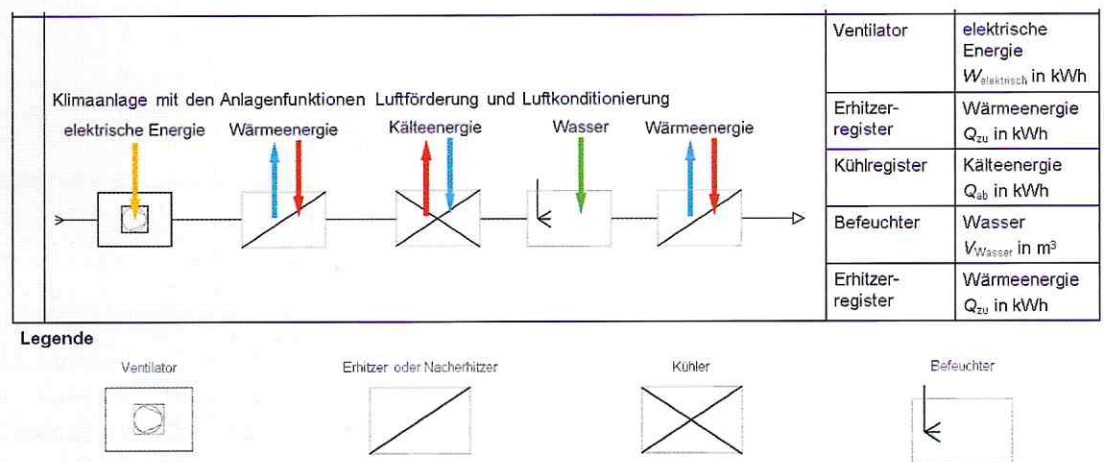 Klimaanlage mit den Anlagenfunktionen Luftförderung und Luftkonditionierung
elektrische Energie
Wärmeenergie
Kälteenergie
Wasser
Wärmeenergie
Ventilator
elektrische
Energie
Welektrisch in kWh
Erhitzer-
register
Wärmeenergie
Qzu in kWh
Kühlregister
Kälteenergie
Qab in kWh
Befeuchter
Wasser
VWasser in m³
Erhitzer-
register
Wärmeenergie
Qzu in kWh
Legende
Ventilator
Erhitzer oder Nacherhitzer
Kühler
Befeuchter